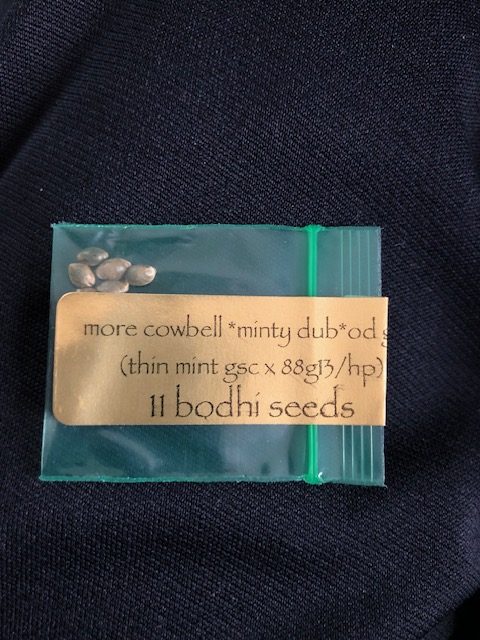 more cowbell *minty dub*od
(thin mint gsc x 88g13/hp)
11 bodhi seeds